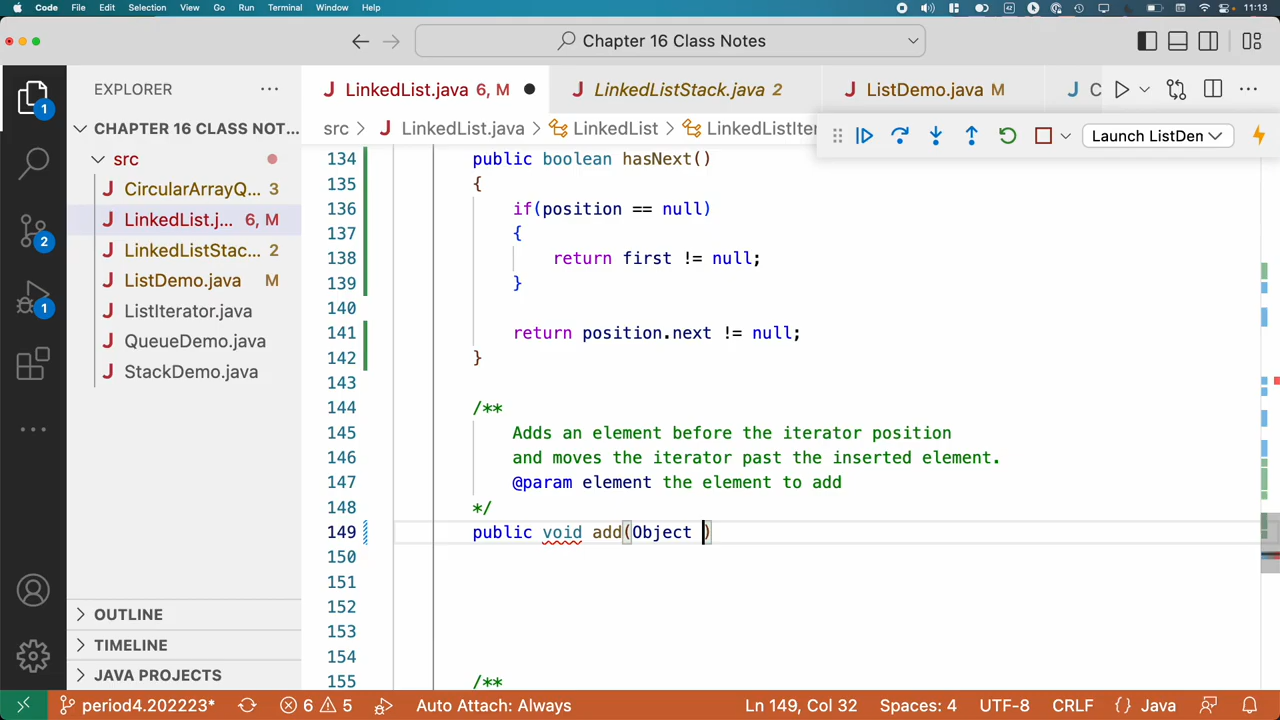 Code File Edit Selection View Go Run Terminal Window Help 11:13
Chapter 16 Class Notes
EXPLORER
LinkedList.java 6, M
LinkedListStack.java 2
ListDemo.java M
C
CHAPTER 16 CLASS NOT...
src > LinkedList.java > LinkedList > LinkedListIter
Launch ListDen
src
CircularArrayQ... 3
LinkedList.j... 6, M
LinkedListStac... 2
ListDemo.java M
ListIterator.java
QueueDemo.java
StackDemo.java
1
2
1
134 public boolean hasNext()
135 {
136 if(position == null)
137 {
138 return first != null;
139 }
140
141 return position.next != null;
142 }
143
144 /**
145 Adds an element before the iterator position
146 and moves the iterator past the inserted element.
147 @param element the element to add
148 */
149 public void add(Object )
150
151
152
153
154
155 /**
OUTLINE
TIMELINE
JAVA PROJECTS
period4.202223* 6 5 Auto Attach: Always Ln 149, Col 32 Spaces: 4 UTF-8 CRLF {} Java